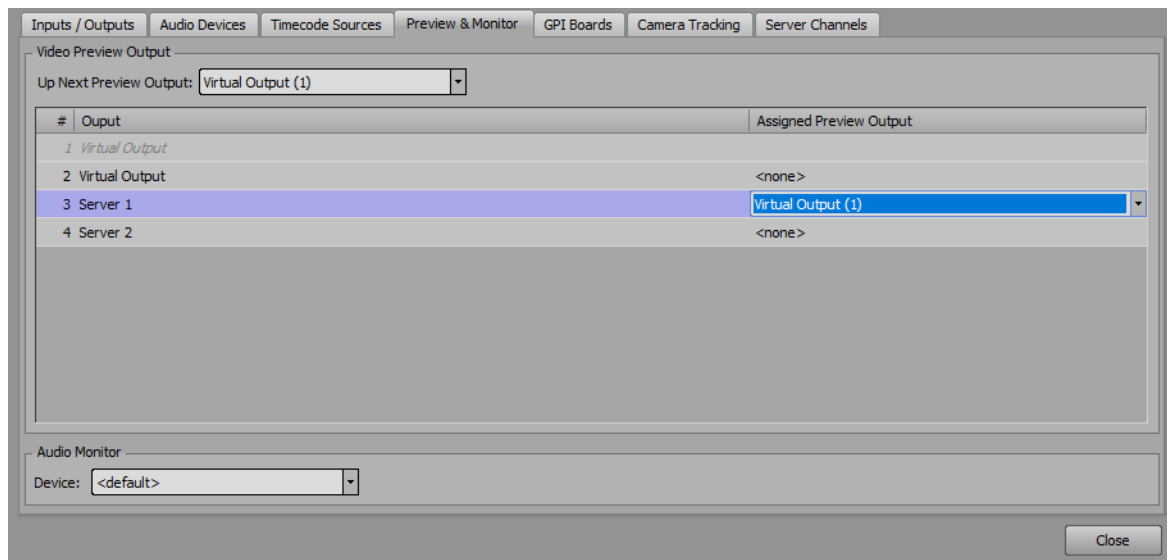 Inputs / Outputs Audio Devices Timecode Sources Preview & Monitor GPI Boards Camera Tracking Server Channels
Video Preview Output
Up Next Preview Output: Virtual Output (1)
# Ouput Assigned Preview Output
1 Virtual Output
2 Virtual Output <none>
3 Server 1 Virtual Output (1)
4 Server 2 <none>
Audio Monitor
Device: <default>
Close